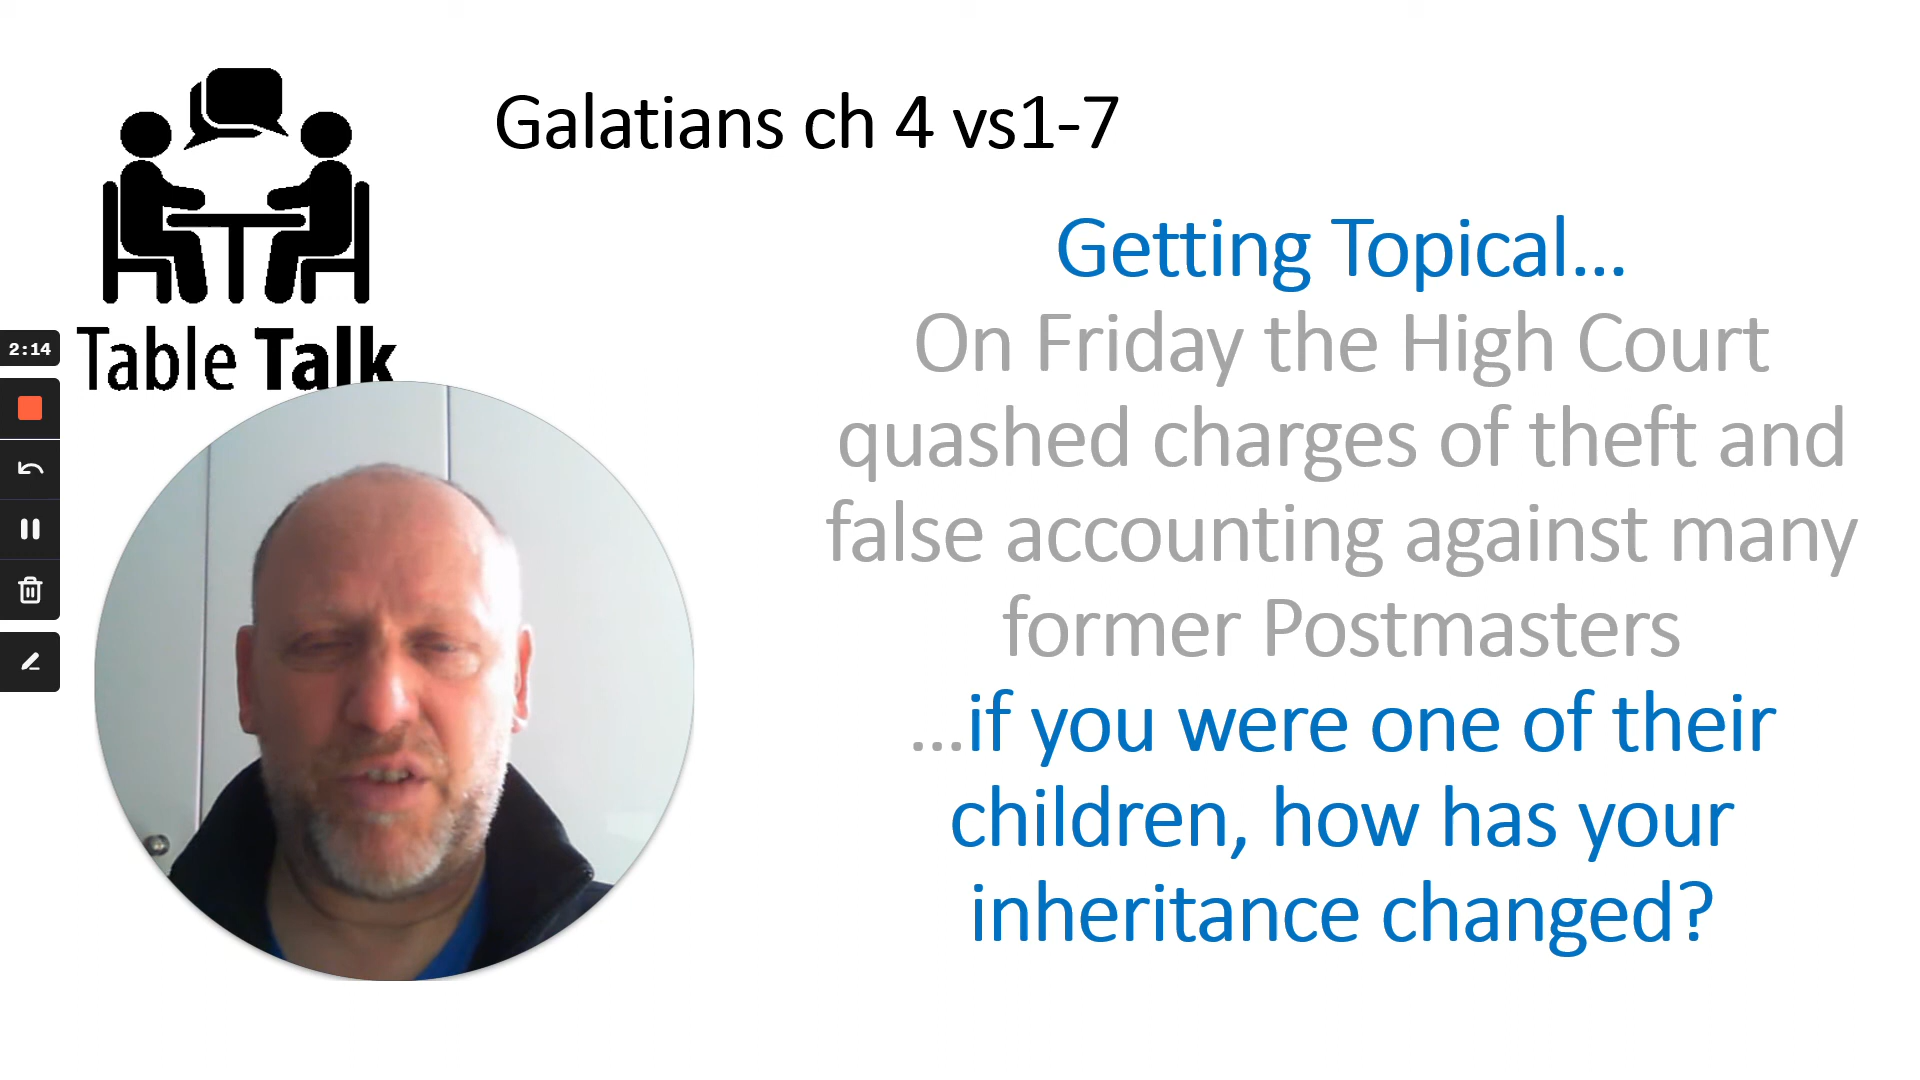 Galatians ch 4 vs1-7
Getting Topical...
On Friday the High Court
quashed charges of theft and
false accounting against many
former Postmasters
...if you were one of their
children, how has your
inheritance changed?
Table Talk
2:14